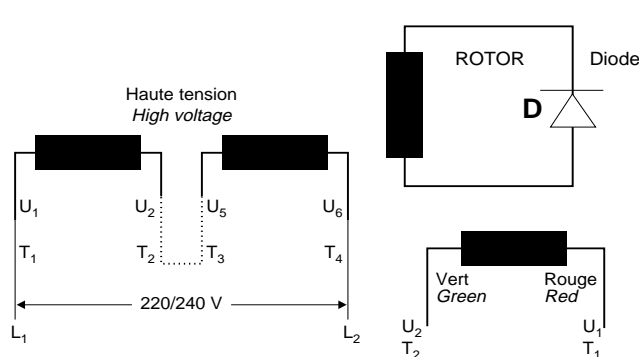 ROTOR Diode
D
Haute tension
High voltage
U1 U2 U5 U6
T1 T2 T3 T4
220/240 V
L1 L2
Vert Rouge
Green Red
U2 U1
T2 T1